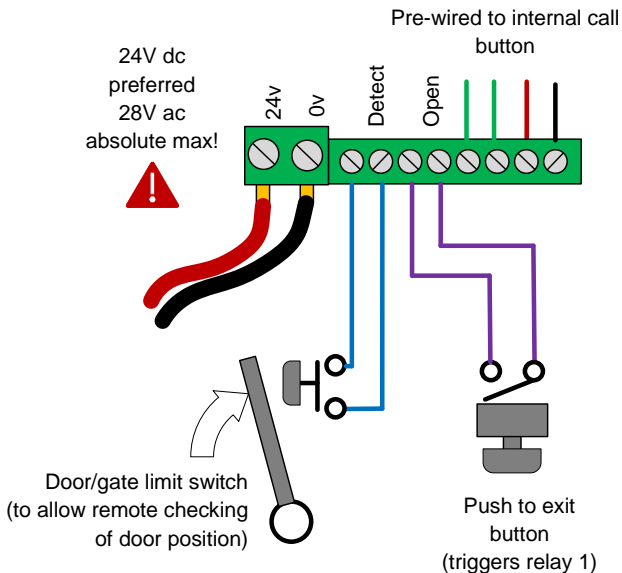 Pre-wired to internal call
button
24V dc
preferred
28V ac
absolute max!
24v
0v
Detect
Open
!
Door/gate limit switch
(to allow remote checking
of door position)
Push to exit
button
(triggers relay 1)